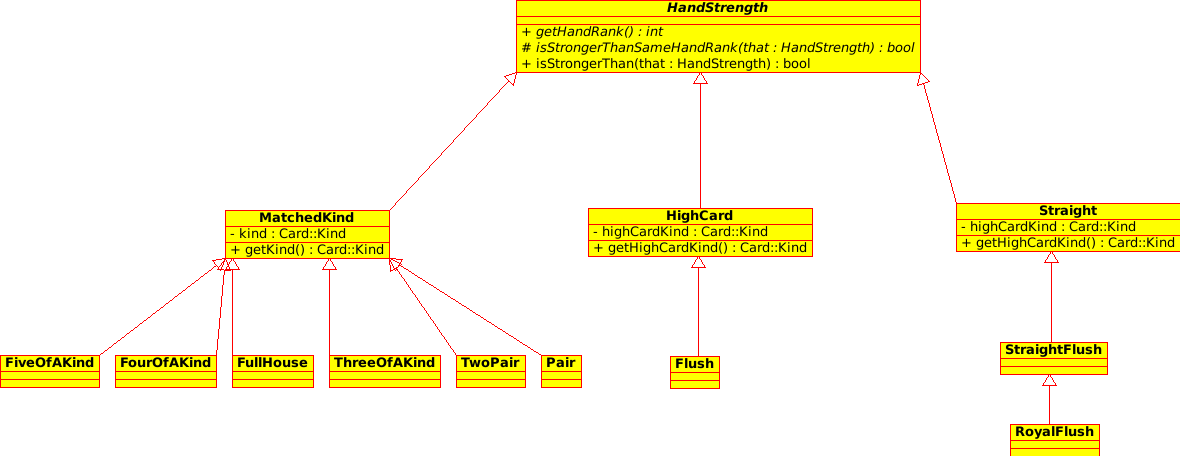 HandStrength
+ getHandRank() : int
# isStrongerThanSameHandRank(that : HandStrength) : bool
+ isStrongerThan(that : HandStrength) : bool
MatchedKind
- kind : Card::Kind
+ getKind() : Card::Kind
HighCard
- highCardKind : Card::Kind
+ getHighCardKind() : Card::Kind
Straight
- highCardKind : Card::Kind
+ getHighCardKind() : Card::Kind
FiveOfAKind
FourOfAKind
FullHouse
ThreeOfAKind
TwoPair
Pair
Flush
StraightFlush
RoyalFlush